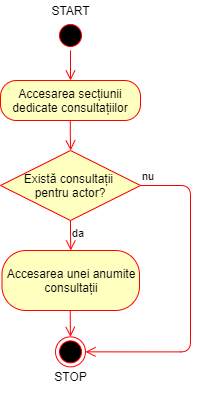 START
Accesarea secțiunii
dedicate consultațiilor
Există consultații
pentru actor?
nu
da
Accesarea unei anumite
consultații
STOP